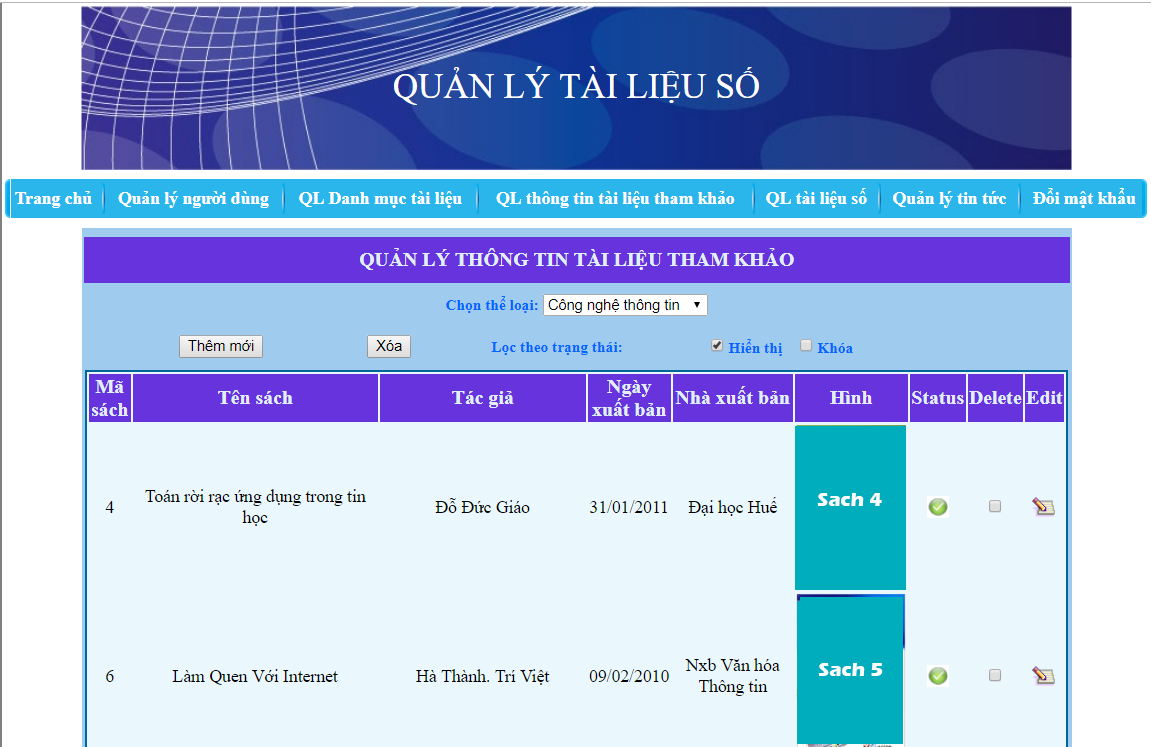 QUẢN LÝ TÀI LIỆU SỐ
Trang chủ Quản lý người dùng QL Danh mục tài liệu QL thông tin tài liệu tham khảo QL tài liệu số Quản lý tin tức Đổi mật khẩu
QUẢN LÝ THÔNG TIN TÀI LIỆU THAM KHẢO
Chọn thể loại: Công nghệ thông tin
Thêm mới Xóa Lọc theo trạng thái: Hiển thị Khóa
Mã sách Tên sách Tác giả Ngày xuất bản Nhà xuất bản Hình Status Delete Edit
4 Toán rời rạc ứng dụng trong tin học Đỗ Đức Giáo 31/01/2011 Đại học Huế Sach 4
6 Làm Quen Với Internet Hà Thành. Trí Việt 09/02/2010 Nxb Văn hóa Thông tin Sach 5